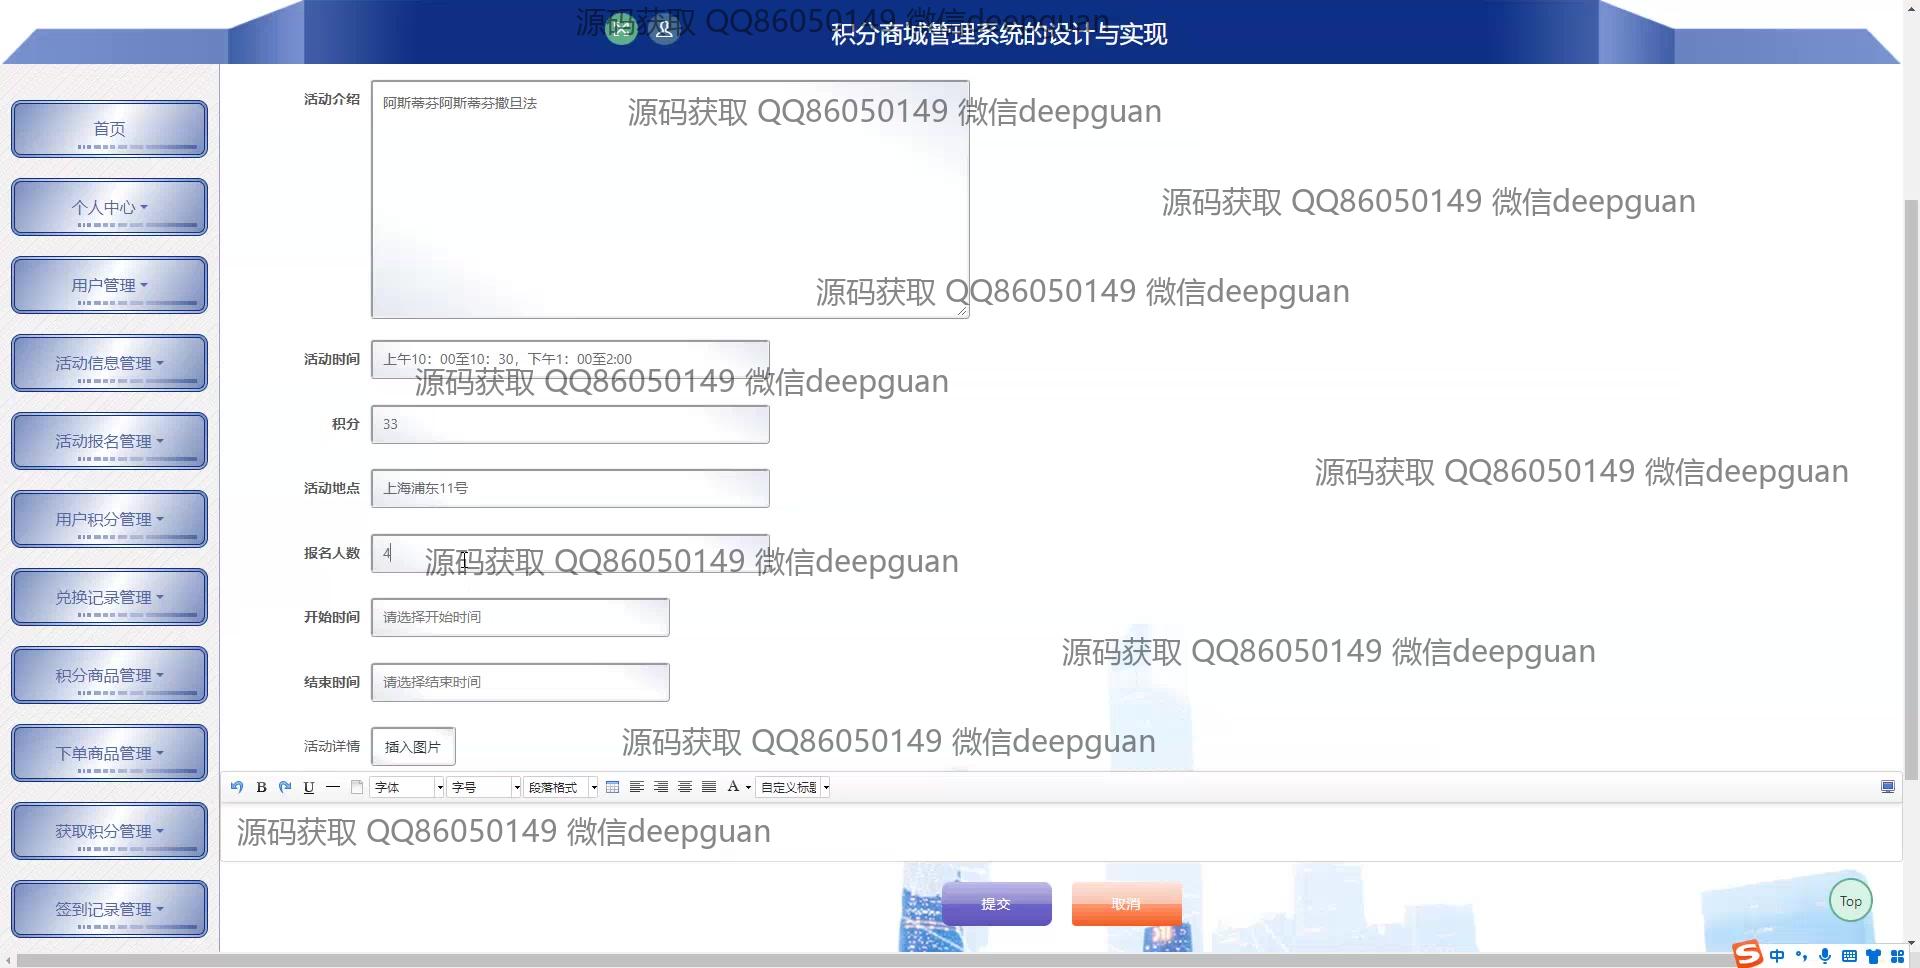 源码获取 QQ86050149 微信deepguan
积分商城管理系统的设计与实现
首页
个人中心
用户管理
活动信息管理
活动报名管理
用户积分管理
兑换记录管理
积分商品管理
下单商品管理
获取积分管理
签到记录管理
活动介绍
阿斯蒂芬阿斯蒂芬撒旦法
源码获取 QQ86050149 微信deepguan
源码获取 QQ86050149 微信deepguan
源码获取 QQ86050149 微信deepguan
活动时间
上午10：00至10：30，下午1：00至2:00
源码获取 QQ86050149 微信deepguan
积分
33
源码获取 QQ86050149 微信deepguan
活动地点
上海浦东11号
报名人数
4
源码获取 QQ86050149 微信deepguan
开始时间
请选择开始时间
源码获取 QQ86050149 微信deepguan
结束时间
请选择结束时间
活动详情
插入图片
源码获取 QQ86050149 微信deepguan
B U 字体 字号 段落格式 A 自定义标题
源码获取 QQ86050149 微信deepguan
提交
取消
Top
中